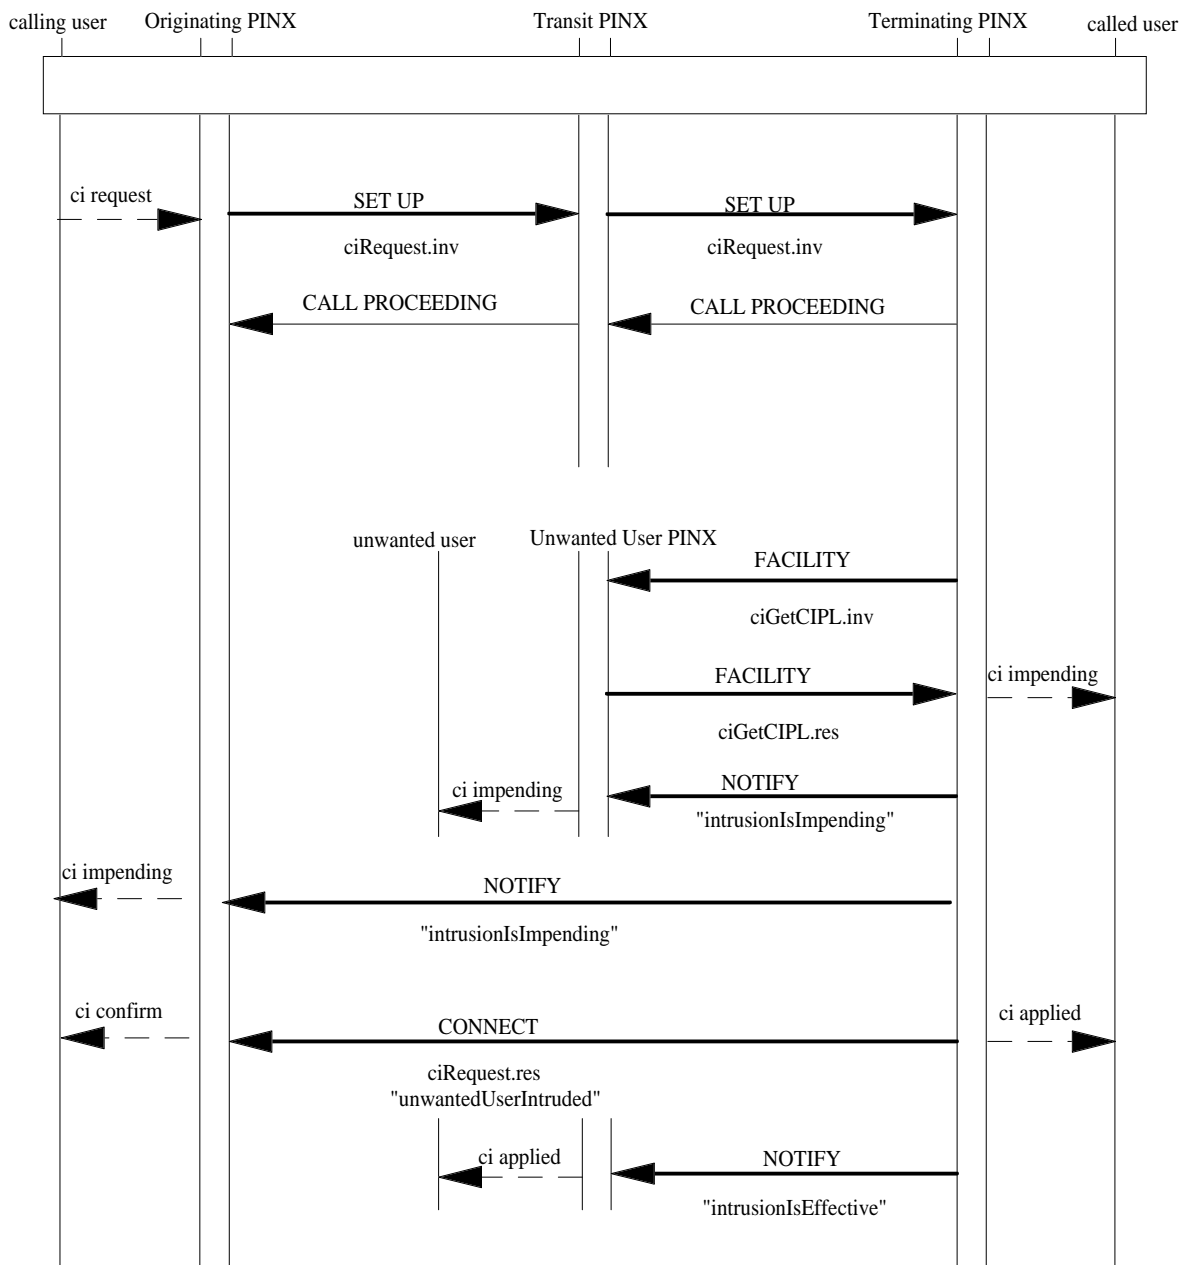 calling user
Originating PINX
Transit PINX
Terminating PINX
called user
ci request
SET UP
SET UP
ciRequest.inv
ciRequest.inv
CALL PROCEEDING
CALL PROCEEDING
unwanted user
Unwanted User PINX
FACILITY
ciGetCIPL.inv
FACILITY
ci impending
ciGetCIPL.res
ci impending
NOTIFY
"intrusionIsImpending"
ci impending
NOTIFY
"intrusionIsImpending"
ci confirm
CONNECT
ci applied
ciRequest.res
"unwantedUserIntruded"
ci applied
NOTIFY
"intrusionIsEffective"